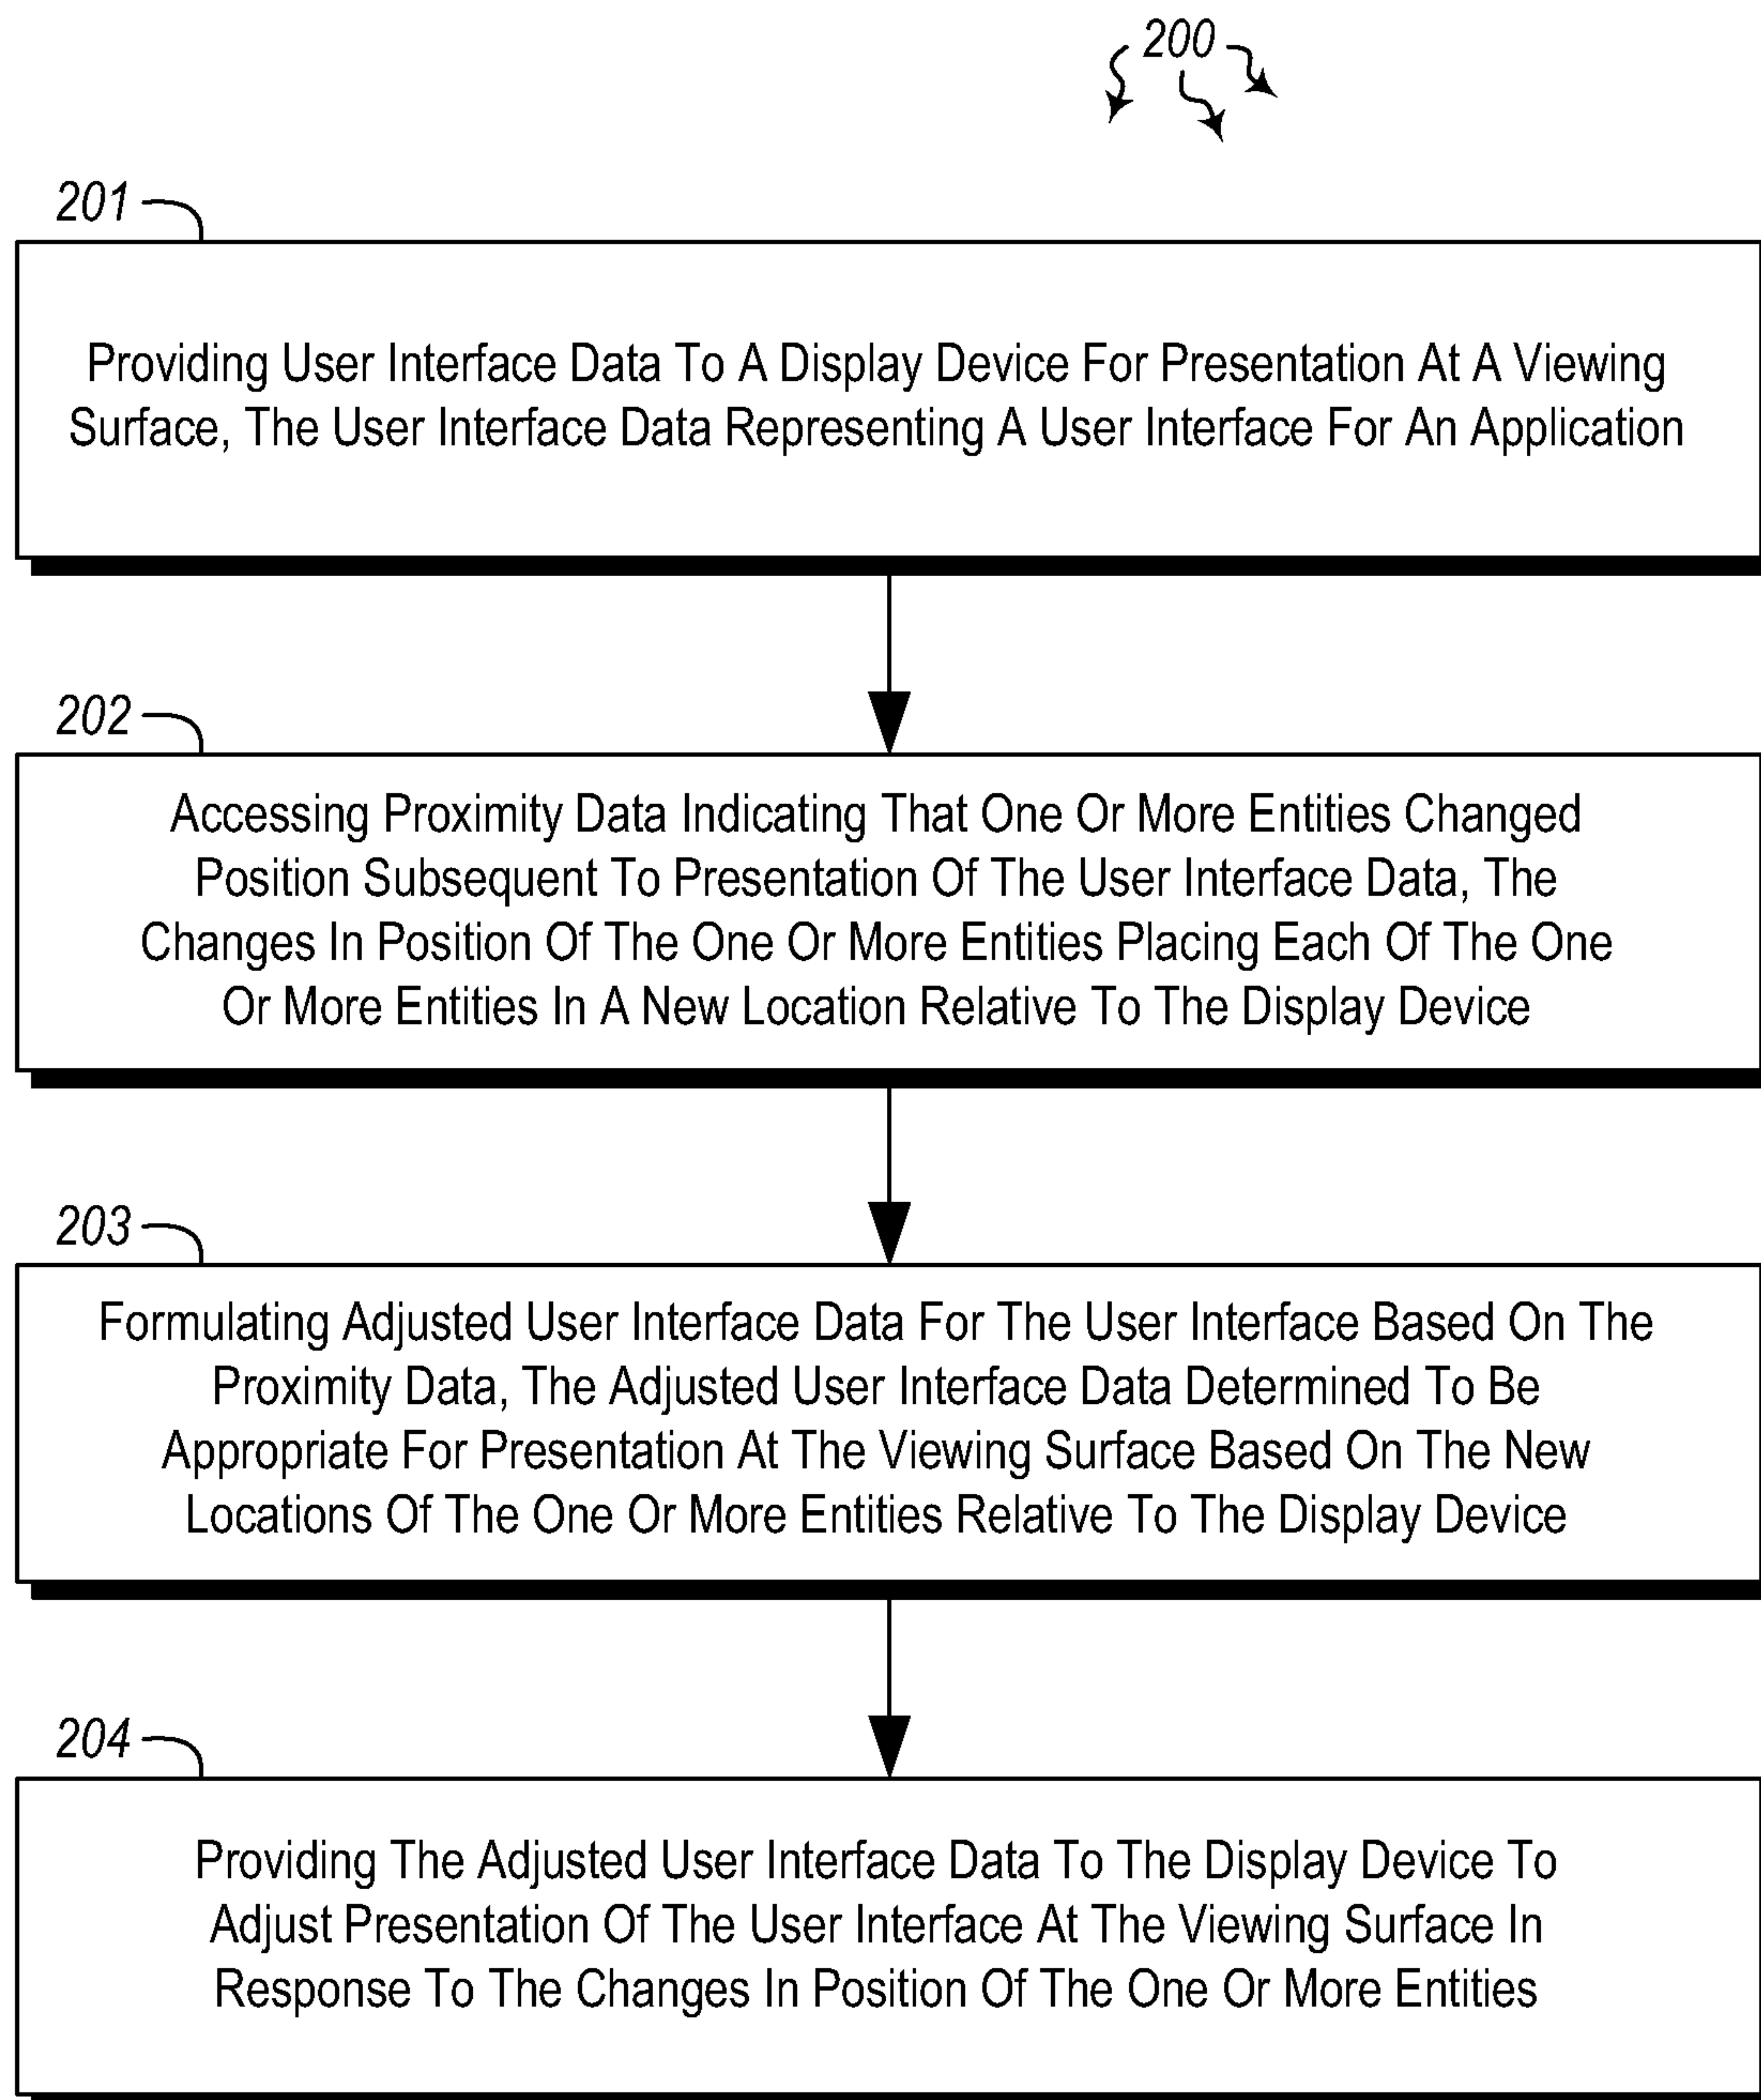 200
201
Providing User Interface Data To A Display Device For Presentation At A Viewing
Surface, The User Interface Data Representing A User Interface For An Application
202
Accessing Proximity Data Indicating That One Or More Entities Changed
Position Subsequent To Presentation Of The User Interface Data, The
Changes In Position Of The One Or More Entities Placing Each Of The One
Or More Entities In A New Location Relative To The Display Device
203
Formulating Adjusted User Interface Data For The User Interface Based On The
Proximity Data, The Adjusted User Interface Data Determined To Be
Appropriate For Presentation At The Viewing Surface Based On The New
Locations Of The One Or More Entities Relative To The Display Device
204
Providing The Adjusted User Interface Data To The Display Device To
Adjust Presentation Of The User Interface At The Viewing Surface In
Response To The Changes In Position Of The One Or More Entities